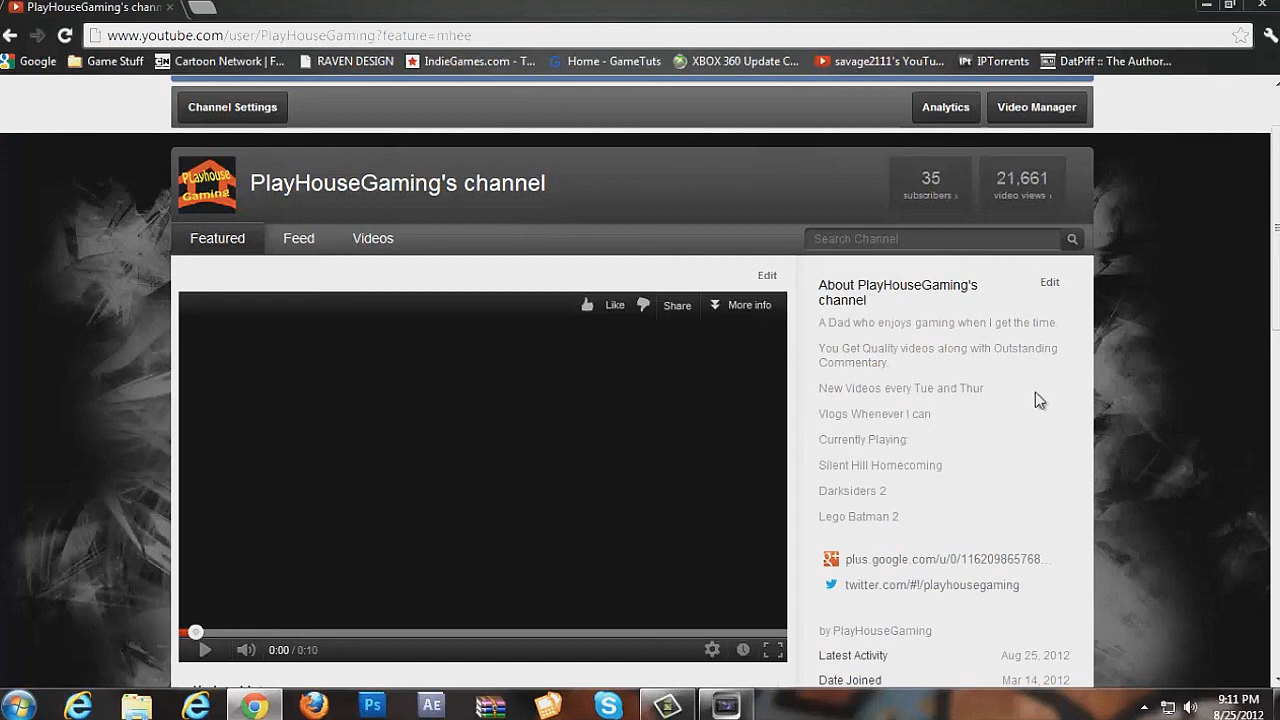 PlayHouseGaming's chann
www.youtube.com/user/PlayHouseGaming?feature=mhee
Google Game Stuff Cartoon Network | F... RAVEN DESIGN IndieGames.com - T... Home - GameTuts XBOX 360 Update C... savage2111's YouTu... IPTorrents DatPiff :: The Author...
Channel Settings Analytics Video Manager
Playhouse
Gaming
PlayHouseGaming's channel
35
subscribers ›
21,661
video views ›
Featured Feed Videos Search Channel
Edit
Like Share More info
0:00 / 0:10
About PlayHouseGaming's
channel
Edit
A Dad who enjoys gaming when I get the time.
You Get Quality videos along with Outstanding
Commentary.
New Videos every Tue and Thur
Vlogs Whenever I can
Currently Playing:
Silent Hill Homecoming
Darksiders 2
Lego Batman 2
plus.google.com/u/0/116209865768...
twitter.com/#!/playhousegaming
by PlayHouseGaming
Latest Activity Aug 25, 2012
Date Joined Mar 14, 2012
Ps AE
9:11 PM
8/25/2012